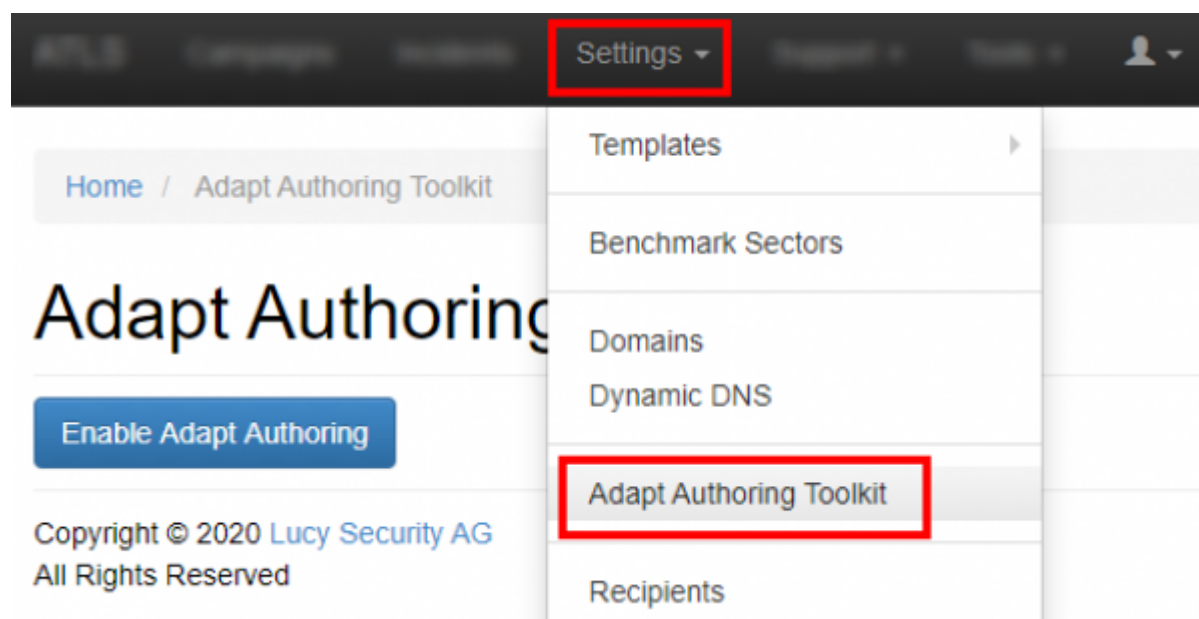 Settings
Templates
Home / Adapt Authoring Toolkit
Benchmark Sectors
Adapt Authoring
Domains
Dynamic DNS
Enable Adapt Authoring
Adapt Authoring Toolkit
Copyright © 2020 Lucy Security AG
All Rights Reserved
Recipients